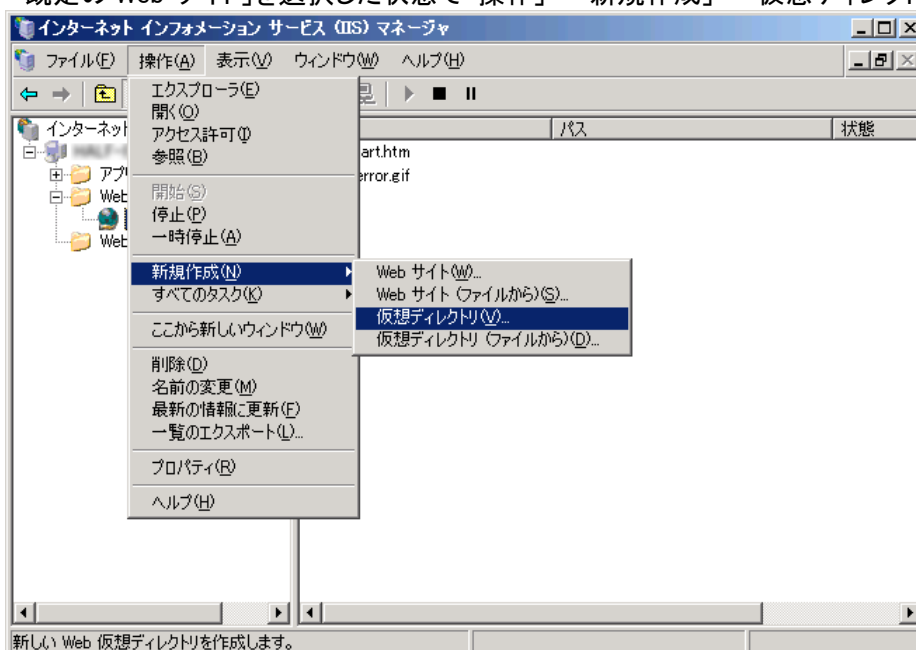 既定の Web サイト」を選択した状態で「操作」-「新規作成」-「仮想ディレクトリ
インターネット インフォメーション サービス (IIS) マネージャ
ファイル(F) 操作(A) 表示(V) ウィンドウ(W) ヘルプ(H)
インターネット
アプ
Web
Web
エクスプローラ(E)
開く(O)
アクセス許可(I)
参照(B)
開始(S)
停止(P)
一時停止(A)
新規作成(N)
すべてのタスク(K)
ここから新しいウィンドウ(W)
削除(D)
名前の変更(M)
最新の情報に更新(F)
一覧のエクスポート(L)...
プロパティ(R)
ヘルプ(H)
Web サイト(W)...
Web サイト (ファイルから)(S)...
仮想ディレクトリ(V)...
仮想ディレクトリ (ファイルから)(D)...
パス 状態
art.htm
error.gif
新しい Web 仮想ディレクトリを作成します。